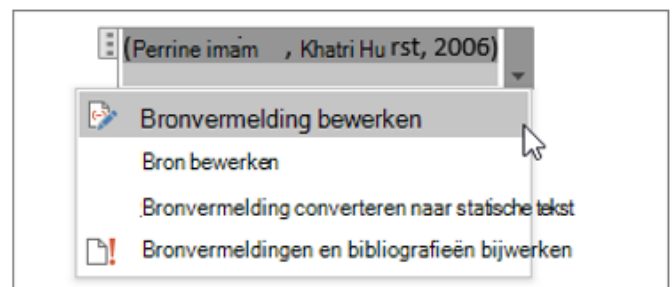 (Perrine imam , Khatri Hu rst, 2006)
Bronvermelding bewerken
Bron bewerken
Bronvermelding converteren naar statische tekst
Bronvermeldingen en bibliografieën bijwerken